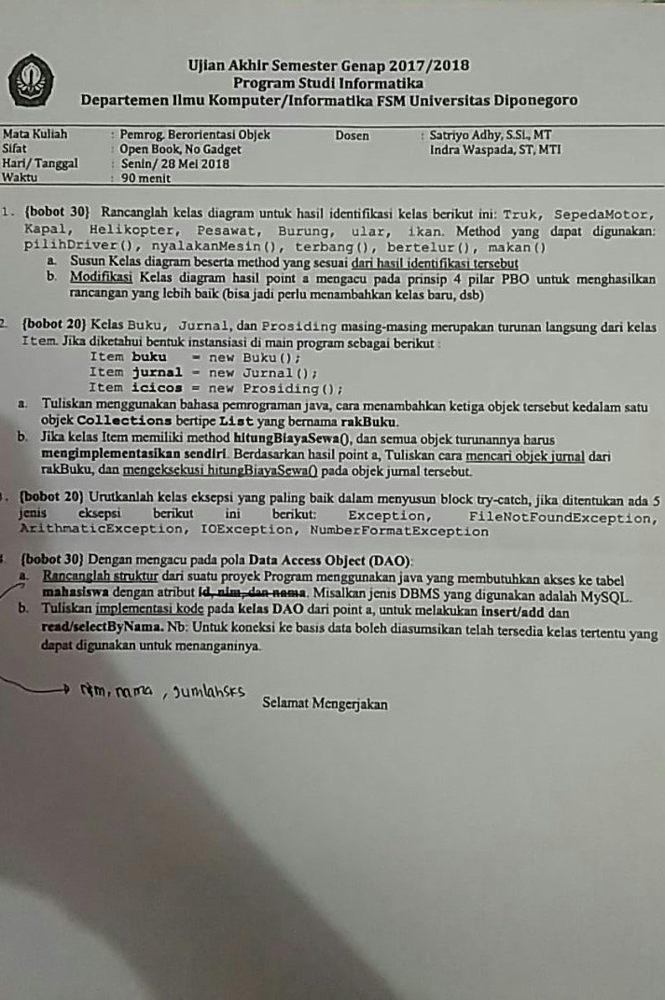 Ujian Akhir Semester Genap 2017/2018
Program Studi Informatika
Departemen Ilmu Komputer/Informatika FSM Universitas Diponegoro
Mata Kuliah : Pemrog. Berorientasi Objek Dosen : Satriyo Adhy, S.Si., MT
Sifat : Open Book, No Gadget Indra Waspada, ST, MTI
Hari/ Tanggal : Senin/ 28 Mei 2018
Waktu : 90 menit
1. {bobot 30} Rancanglah kelas diagram untuk hasil identifikasi kelas berikut ini: Truk, SepedaMotor,
Kapal, Helikopter, Pesawat, Burung, ular, ikan. Method yang dapat digunakan:
pilihDriver(), nyalakanMesin(), terbang(), bertelur(), makan()
a. Susun Kelas diagram beserta method yang sesuai dari hasil identifikasi tersebut
b. Modifikasi Kelas diagram hasil point a mengacu pada prinsip 4 pilar PBO untuk menghasilkan
rancangan yang lebih baik (bisa jadi perlu menambahkan kelas baru, dsb)
2. {bobot 20} Kelas Buku, Jurnal, dan Prosiding masing-masing merupakan turunan langsung dari kelas
Item. Jika diketahui bentuk instansiasi di main program sebagai berikut :
Item buku = new Buku();
Item jurnal = new Jurnal();
Item icicos = new Prosiding();
a. Tuliskan menggunakan bahasa pemrograman java, cara menambahkan ketiga objek tersebut kedalam satu
objek Collections bertipe List yang bernama rakBuku.
b. Jika kelas Item memiliki method hitungBiayaSewa(), dan semua objek turunannya harus
mengimplementasikan sendiri. Berdasarkan hasil point a, Tuliskan cara mencari objek jurnal dari
rakBuku, dan mengeksekusi hitungBiayaSewa() pada objek jurnal tersebut.
{bobot 20} Urutkanlah kelas eksepsi yang paling baik dalam menyusun block try-catch, jika ditentukan ada 5
jenis eksepsi berikut ini berikut: Exception, FileNotFoundException,
ArithmaticException, IOException, NumberFormatException
{bobot 30} Dengan mengacu pada pola Data Access Object (DAO):
a. Rancanglah struktur dari suatu proyek Program menggunakan java yang membutuhkan akses ke tabel
mahasiswa dengan atribut id, nim, dan nama. Misalkan jenis DBMS yang digunakan adalah MySQL.
b. Tuliskan implementasi kode pada kelas DAO dari point a, untuk melakukan insert/add dan
read/selectByNama. Nb: Untuk koneksi ke basis data boleh diasumsikan telah tersedia kelas tertentu yang
dapat digunakan untuk menanganinya.
nim, nama, Jumlahsks
Selamat Mengerjakan